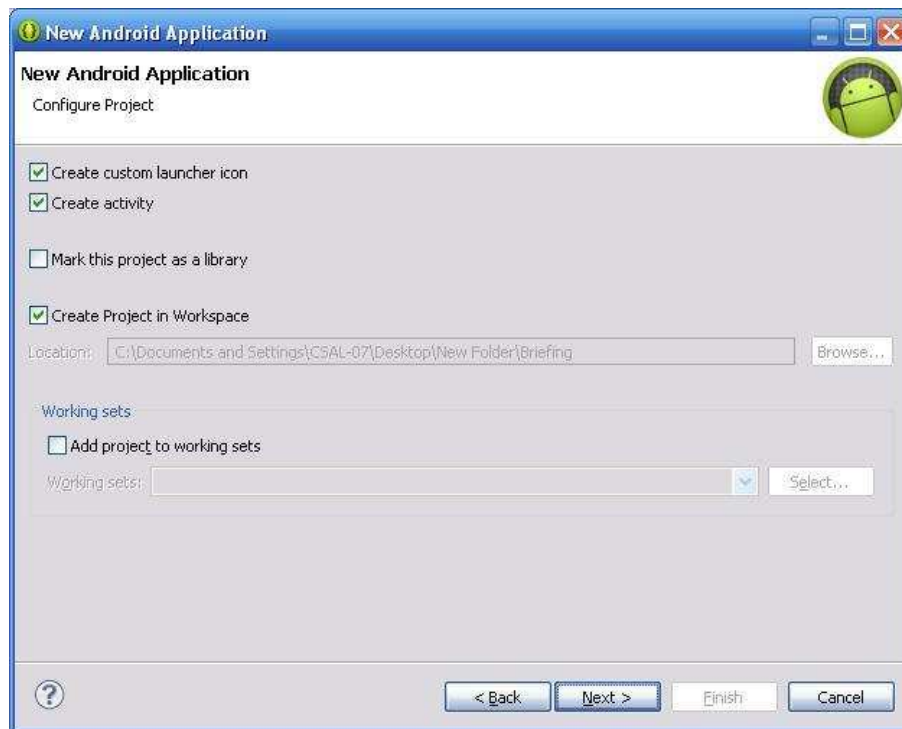 New Android Application
New Android Application
Configure Project
Create custom launcher icon
Create activity
Mark this project as a library
Create Project in Workspace
Location: C:\Documents and Settings\CSAL-07\Desktop\New Folder\Briefing Browse...
Working sets
Add project to working sets
Working sets: Select...
? < Back Next > Finish Cancel